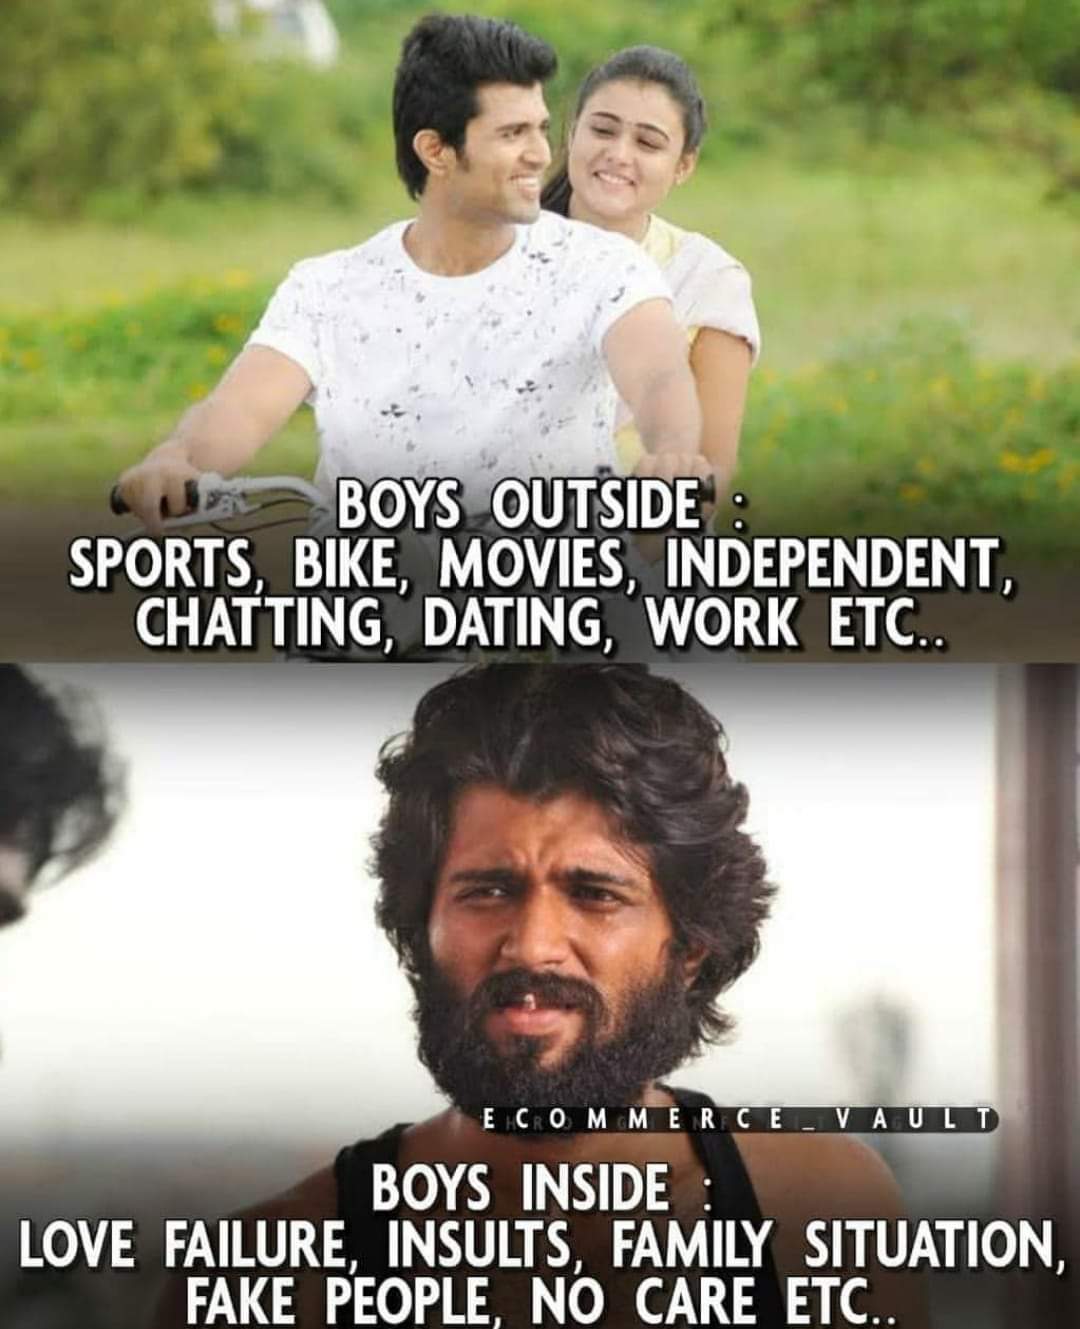 BOYS OUTSIDE :
SPORTS, BIKE, MOVIES, INDEPENDENT,
CHATTING, DATING, WORK ETC..
ECOMMERCE_VAULT
BOYS INSIDE :
LOVE FAILURE, INSULTS, FAMILY SITUATION,
FAKE PEOPLE, NO CARE ETC..